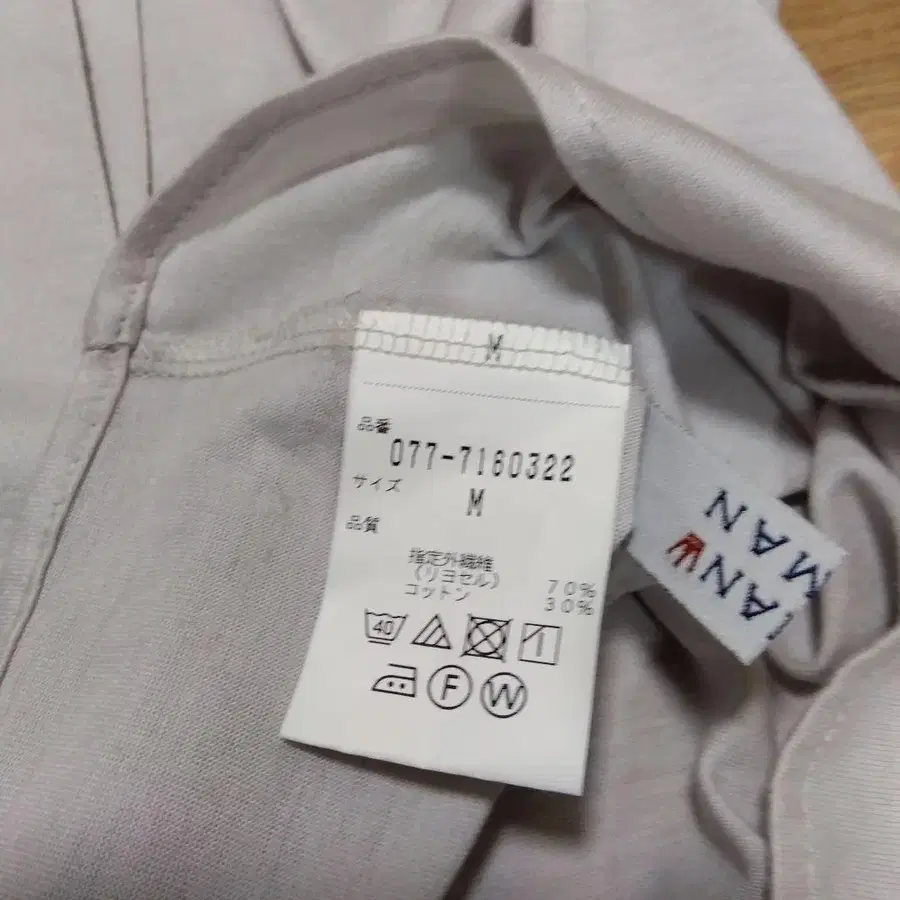 M
品番
077-7160322
サイズ
M
品質
指定外繊維
(リヨセル) 70%
コットン 30%
40
F
W
MAN